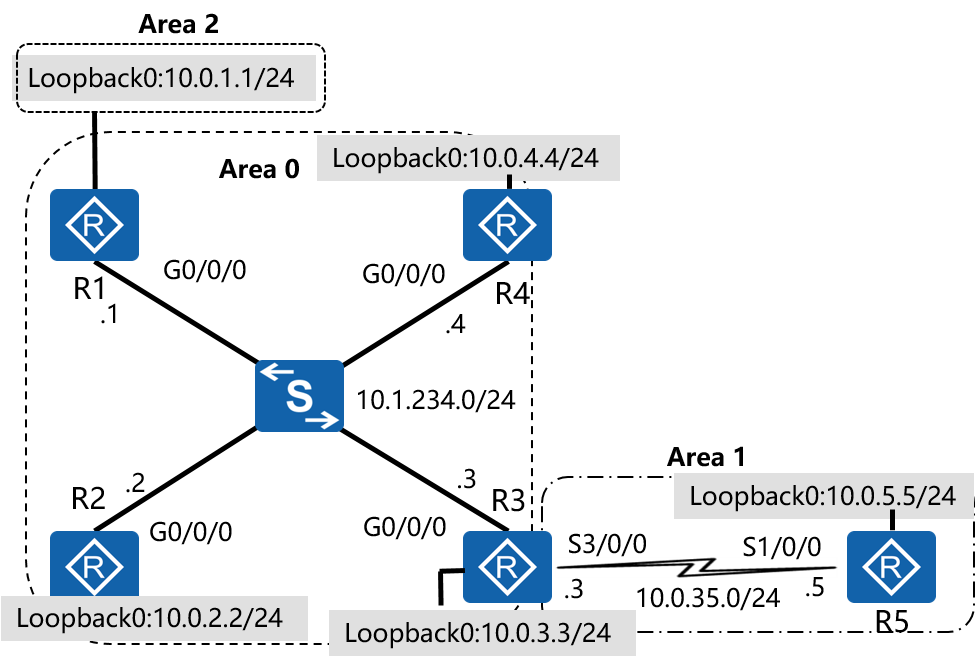 Area 2
Loopback0:10.0.1.1/24
Area 0
Loopback0:10.0.4.4/24
R
R
R1
G0/0/0
G0/0/0
R4
.1
.4
S
10.1.234.0/24
R2
.2
.3
R3
G0/0/0
G0/0/0
Area 1
Loopback0:10.0.5.5/24
R
R
R
S3/0/0
S1/0/0
.3
10.0.35.0/24
.5
R5
Loopback0:10.0.2.2/24
Loopback0:10.0.3.3/24